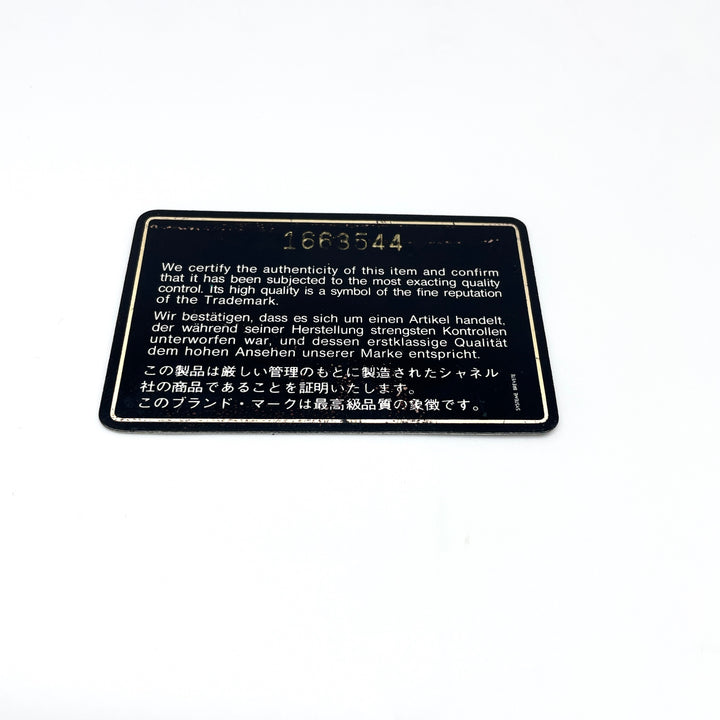 1663544
We certify the authenticity of this item and confirm
that it has been subjected to the most exacting quality
control. Its high quality is a symbol of the fine reputation
of the Trademark.
Wir bestätigen, dass es sich um einen Artikel handelt,
der während seiner Herstellung strengsten Kontrollen
unterworfen war, und dessen erstklassige Qualität
dem hohen Ansehen unserer Marke entspricht.
この製品は厳しい管理のもとに製造されたシャネル
社の商品であることを証明いたします。
このブランド・マークは最高級品質の象徴です。
SYSTEME BREVETE